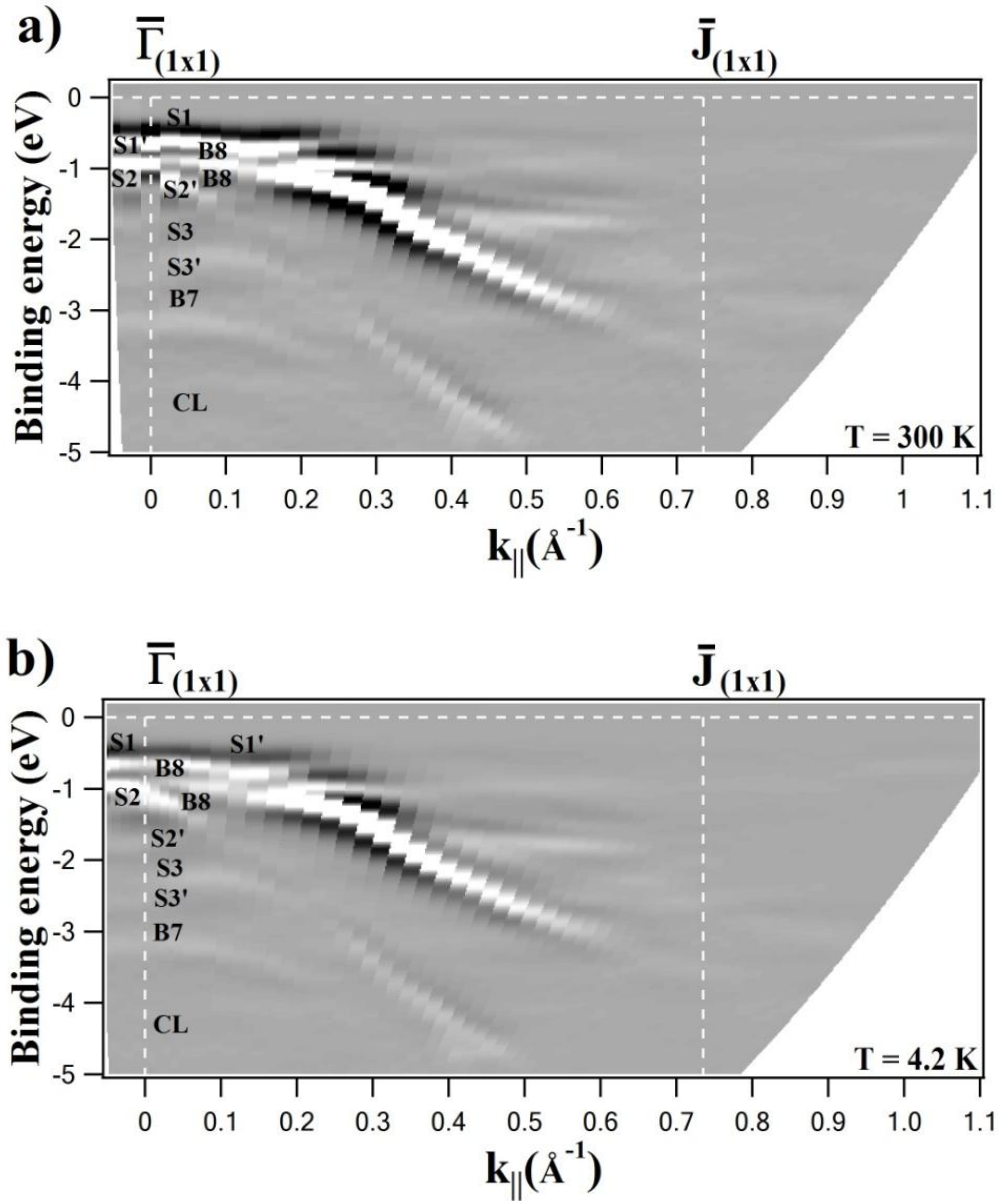 a)
Γ̿(1x1) J̄(1x1)
Binding energy (eV)
0
-1
-2
-3
-4
-5
S1
S1' B8
S2 B8
S2'
S3
S3'
B7
CL
T = 300 K
0 0.1 0.2 0.3 0.4 0.5 0.6 0.7 0.8 0.9 1 1.1
k||(Å-1)
b)
Γ̿(1x1) J̄(1x1)
Binding energy (eV)
0
-1
-2
-3
-4
-5
S1 S1'
B8
S2 B8
S2'
S3
S3'
B7
CL
T = 4.2 K
0 0.1 0.2 0.3 0.4 0.5 0.6 0.7 0.8 0.9 1.0 1.1
k||(Å-1)